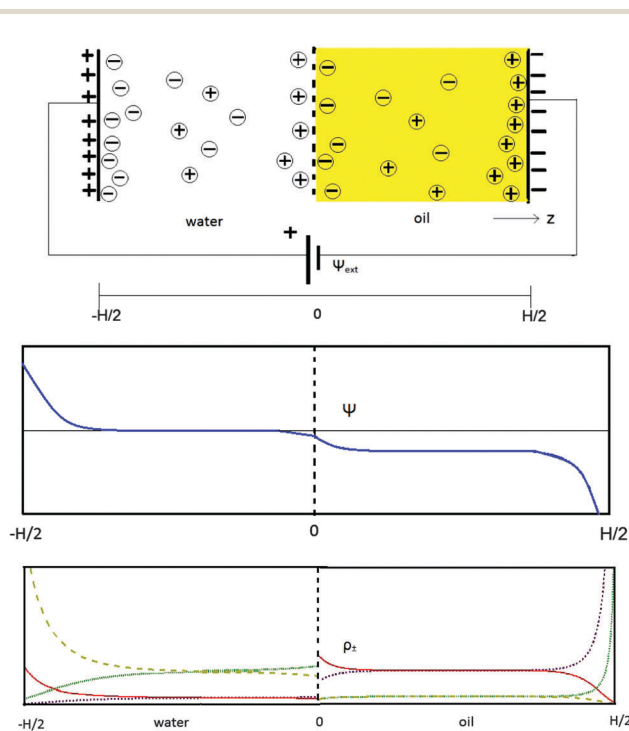 water
oil
z
+
Ψext
-H/2
0
H/2
Ψ
-H/2
0
H/2
ρ±
-H/2
water
0
oil
H/2